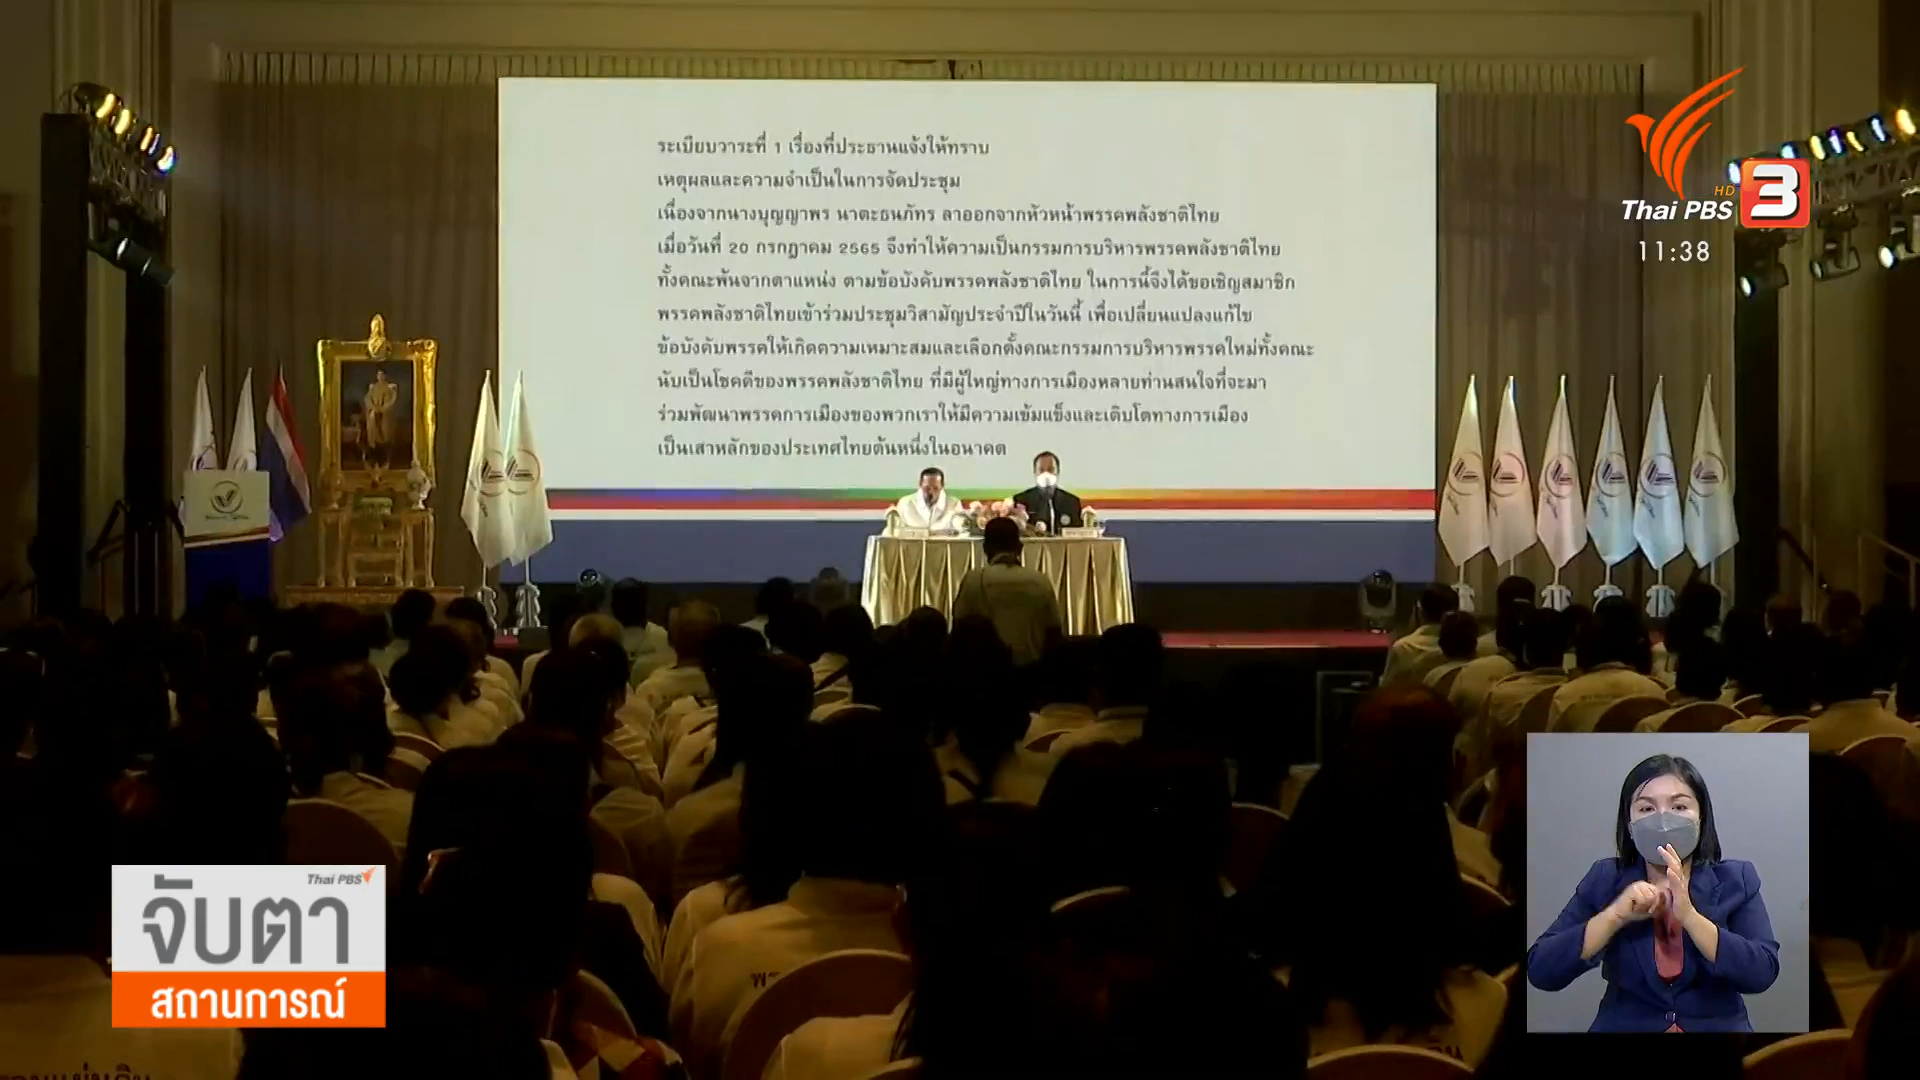 ระเบียบวาระที่ 1 เรื่องที่ประธานแจ้งให้ทราบ
เหตุผลและความจำเป็นในการจัดประชุม
เนื่องจากนางบุญญาพร นาตะธนภัทร ลาออกจากหัวหน้าพรรคพลังชาติไทย
เมื่อวันที่ 20 กรกฎาคม 2565 จึงทำให้ความเป็นกรรมการบริหารพรรคพลังชาติไทย
ทั้งคณะพ้นจากตาแหน่ง ตามข้อบังคับพรรคพลังชาติไทย ในการนี้จึงได้ขอเชิญสมาชิก
พรรคพลังชาติไทยเข้าร่วมประชุมวิสามัญประจำปีในวันนี้ เพื่อเปลี่ยนแปลงแก้ไข
ข้อบังคับพรรคให้เกิดความเหมาะสมและเลือกตั้งคณะกรรมการบริหารพรรคใหม่ทั้งคณะ
นับเป็นโชคดีของพรรคพลังชาติไทย ที่มีผู้ใหญ่ทางการเมืองหลายท่านสนใจที่จะมา
ร่วมพัฒนาพรรคการเมืองของพวกเราให้มีความเข้มแข็งและเติบโตทางการเมือง
เป็นเสาหลักของประเทศไทยต้นหนึ่งในอนาคต
HD
Thai PBS 3
11:38
Thai PBS
จับตา
สถานการณ์